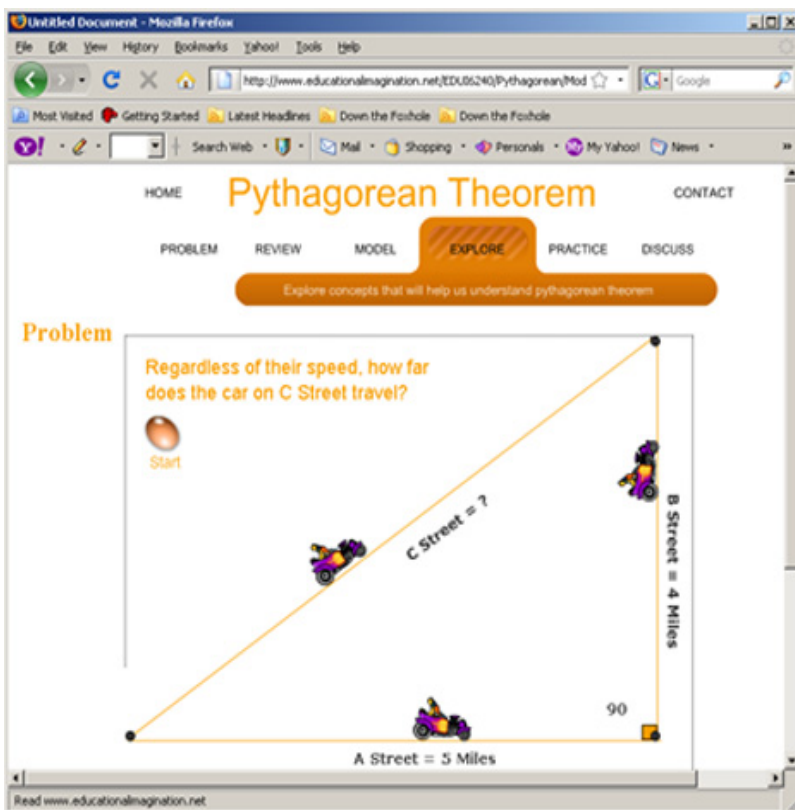 Untitled Document - Mozilla Firefox
File Edit View History Bookmarks Yahoo! Tools Help
http://www.educationalmagination.net/EDU06240/Pythagorean/Mod
G Google
Most Visited Getting Started Latest Headlines Down the Foxhole Down the Foxhole
Y! Search Web Mail Shopping Personals My Yahoo! News »
HOME Pythagorean Theorem CONTACT
PROBLEM REVIEW MODEL EXPLORE PRACTICE DISCUSS
Explore concepts that will help us understand pythagorean theorem
Problem
Regardless of their speed, how far
does the car on C Street travel?
Start
C Street = ?
B Street = 4 Miles
90
A Street = 5 Miles
Read www.educationalmagination.net